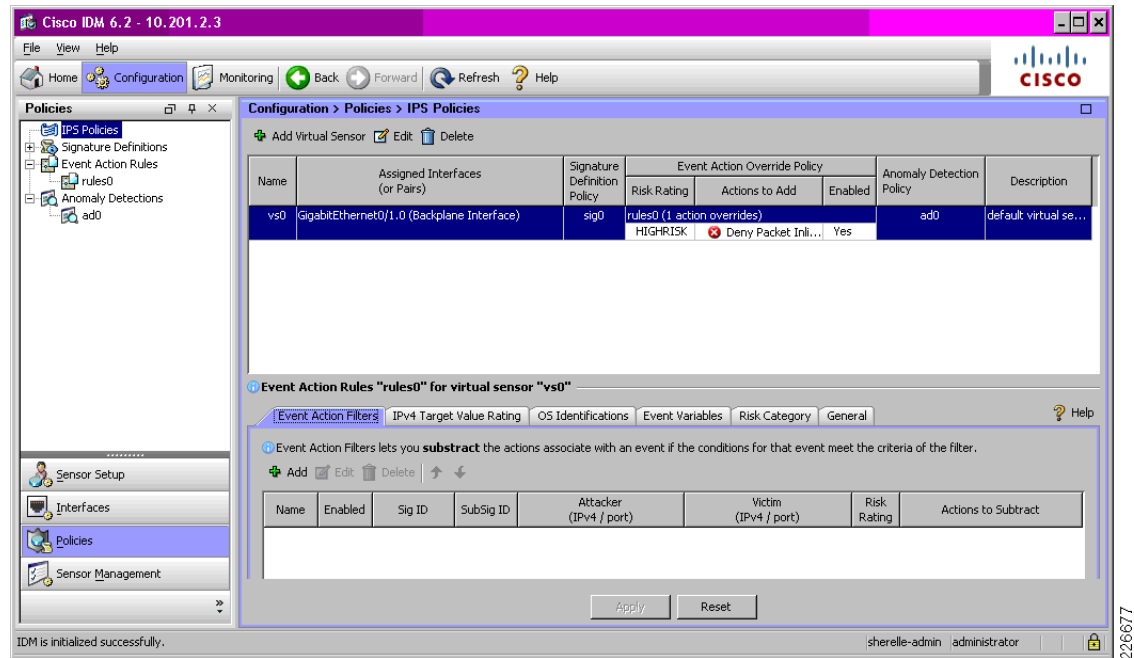 Cisco IDM 6.2 - 10.201.2.3
File View Help
Home Configuration Monitoring Back Forward Refresh Help
CISCO
Policies
IPS Policies
Signature Definitions
Event Action Rules
rules0
Anomaly Detections
ad0
Sensor Setup
Interfaces
Policies
Sensor Management
Configuration > Policies > IPS Policies
Add Virtual Sensor Edit Delete
Name
Assigned Interfaces
(or Pairs)
Signature
Definition
Policy
Event Action Override Policy
Risk Rating Actions to Add Enabled
Anomaly Detection
Policy
Description
vs0 GigabitEthernet0/1.0 (Backplane Interface) sig0 rules0 (1 action overrides) ad0 default virtual se...
HIGHRISK Deny Packet Inli... Yes
Event Action Rules "rules0" for virtual sensor "vs0"
Event Action Filters IPv4 Target Value Rating OS Identifications Event Variables Risk Category General Help
Event Action Filters lets you substract the actions associate with an event if the conditions for that event meet the criteria of the filter.
Add Edit Delete
Name Enabled Sig ID SubSig ID
Attacker
(IPv4 / port)
Victim
(IPv4 / port)
Risk
Rating
Actions to Subtract
Apply Reset
IDM is initialized successfully.
sherelle-admin administrator
226677